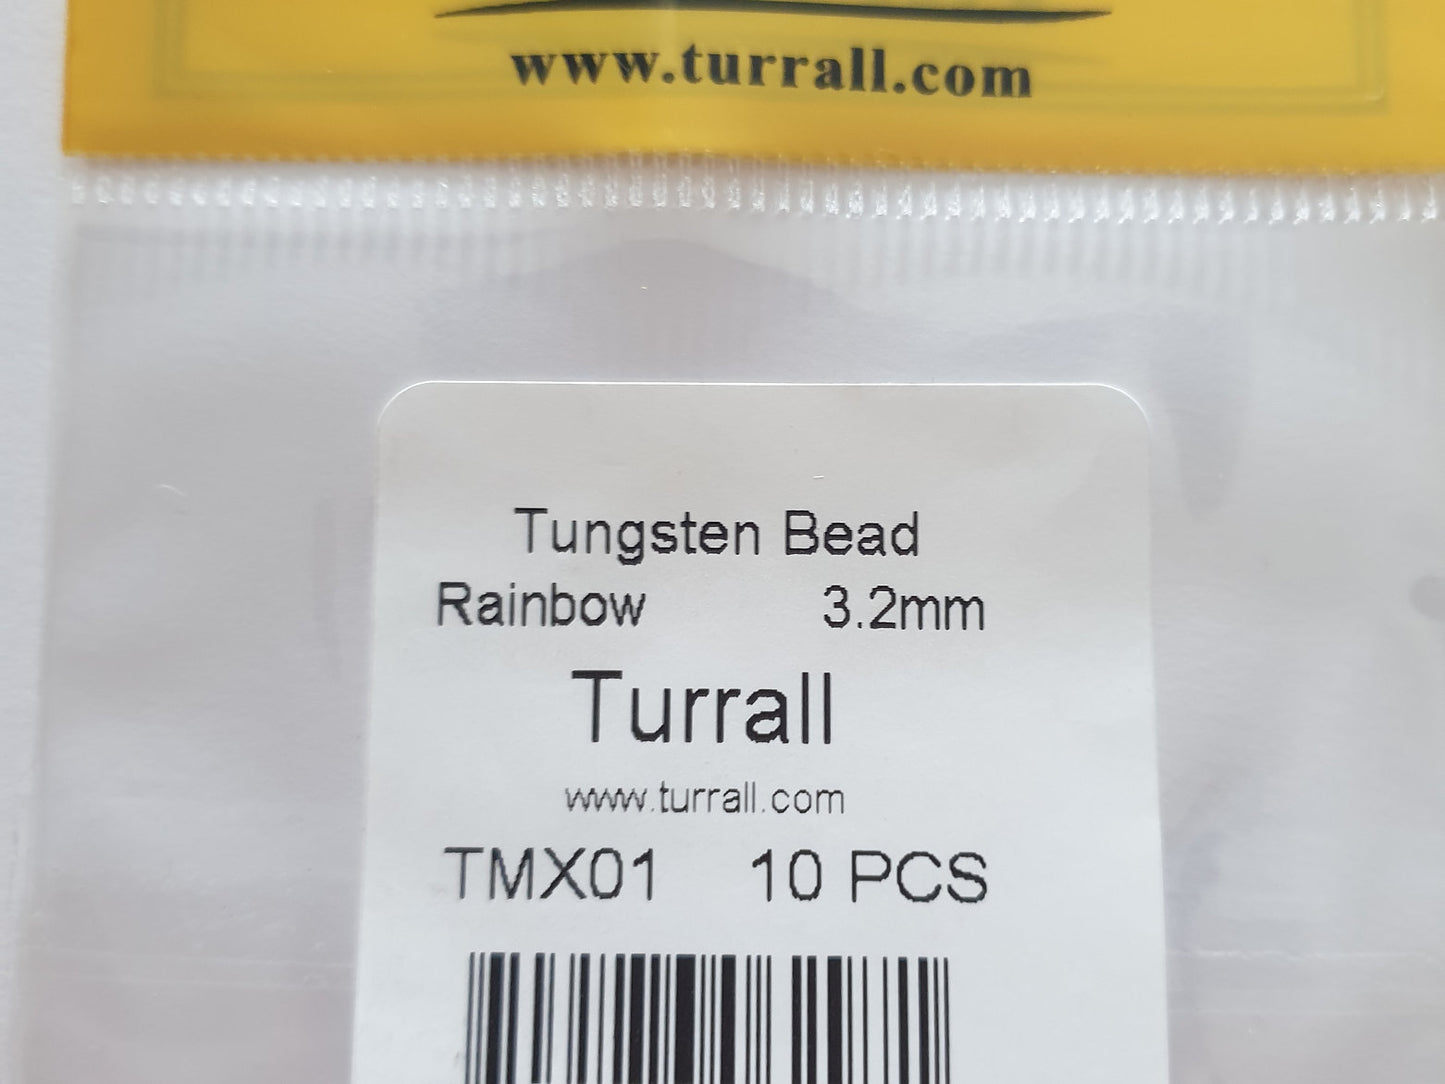 www.turrall.com
Tungsten Bead
Rainbow 3.2mm
Turrall
www.turrall.com
TMX01 10 PCS